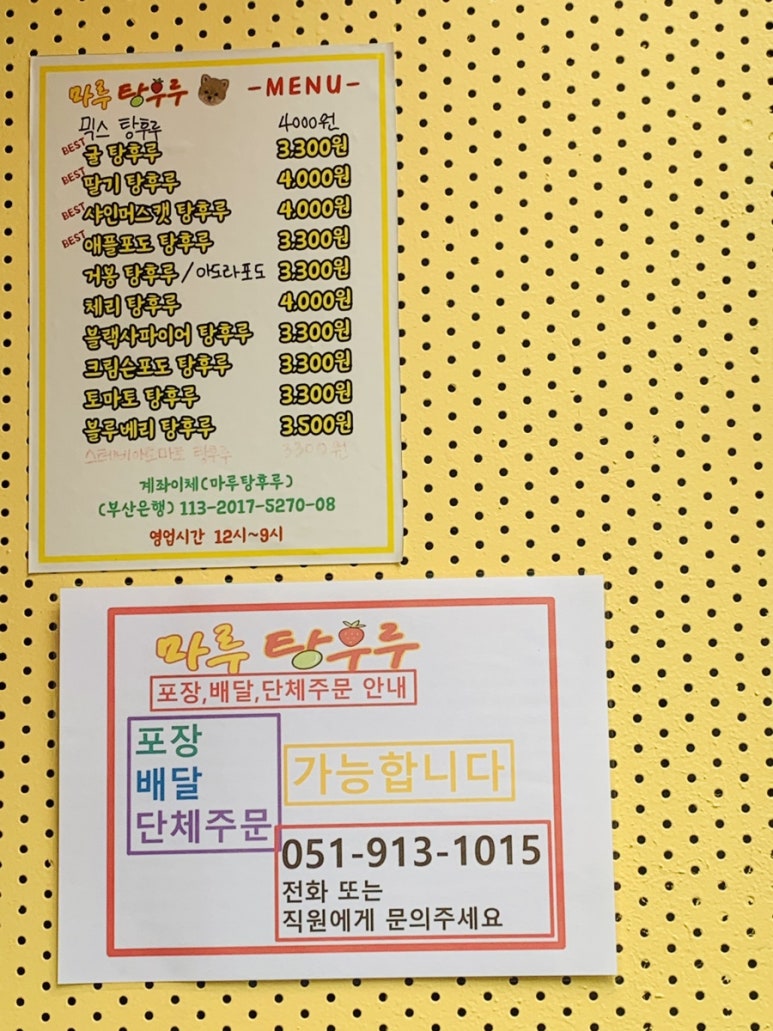 마루 탕후루 -MENU-
믹스 탕후루 4000원
BEST 귤 탕후루 3.300원
BEST 딸기 탕후루 4.000원
BEST 샤인머스캣 탕후루 4.000원
BEST 애플포도 탕후루 3.300원
거봉 탕후루 / 아도라포도 3.300원
체리 탕후루 4.000원
블랙사파이어 탕후루 3.300원
크림슨포도 탕후루 3.300원
토마토 탕후루 3.300원
블루베리 탕후루 3.500원
3300원
계좌이체(마루탕후루)
(부산은행) 113-2017-5270-08
영업시간 12시~9시
마루 탕후루
포장,배달,단체주문 안내
포장
배달
단체주문
가능합니다
051-913-1015
전화 또는
직원에게 문의주세요